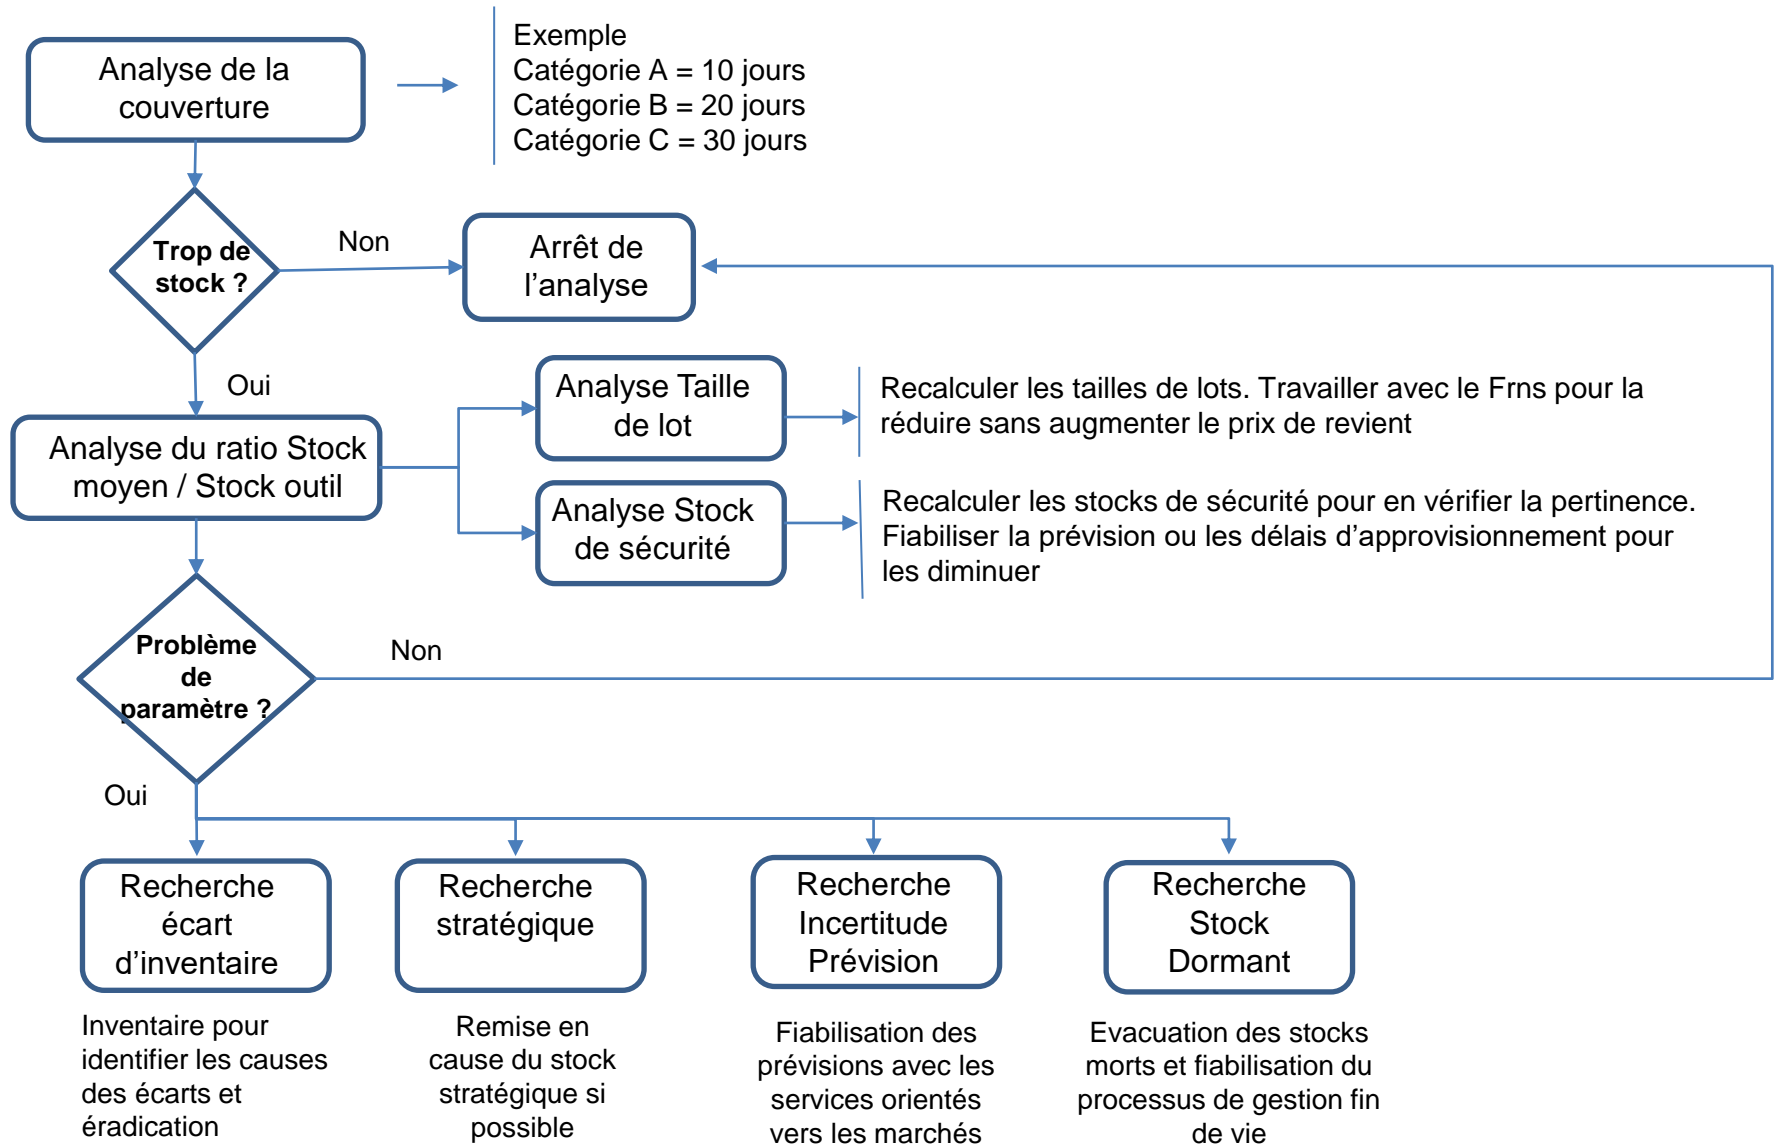 Analyse de la
couverture
Exemple
Catégorie A = 10 jours
Catégorie B = 20 jours
Catégorie C = 30 jours
Trop de
stock ?
Non
Arrêt de
l’analyse
Oui
Analyse du ratio Stock
moyen / Stock outil
Analyse Taille
de lot
Recalculer les tailles de lots. Travailler avec le Frns pour la
réduire sans augmenter le prix de revient
Analyse Stock
de sécurité
Recalculer les stocks de sécurité pour en vérifier la pertinence.
Fiabiliser la prévision ou les délais d’approvisionnement pour
les diminuer
Problème
de
paramètre ?
Non
Oui
Recherche
écart
d’inventaire
Recherche
stratégique
Recherche
Incertitude
Prévision
Recherche
Stock
Dormant
Inventaire pour
identifier les causes
des écarts et
éradication
Remise en
cause du stock
stratégique si
possible
Fiabilisation des
prévisions avec les
services orientés
vers les marchés
Evacuation des stocks
morts et fiabilisation du
processus de gestion fin
de vie